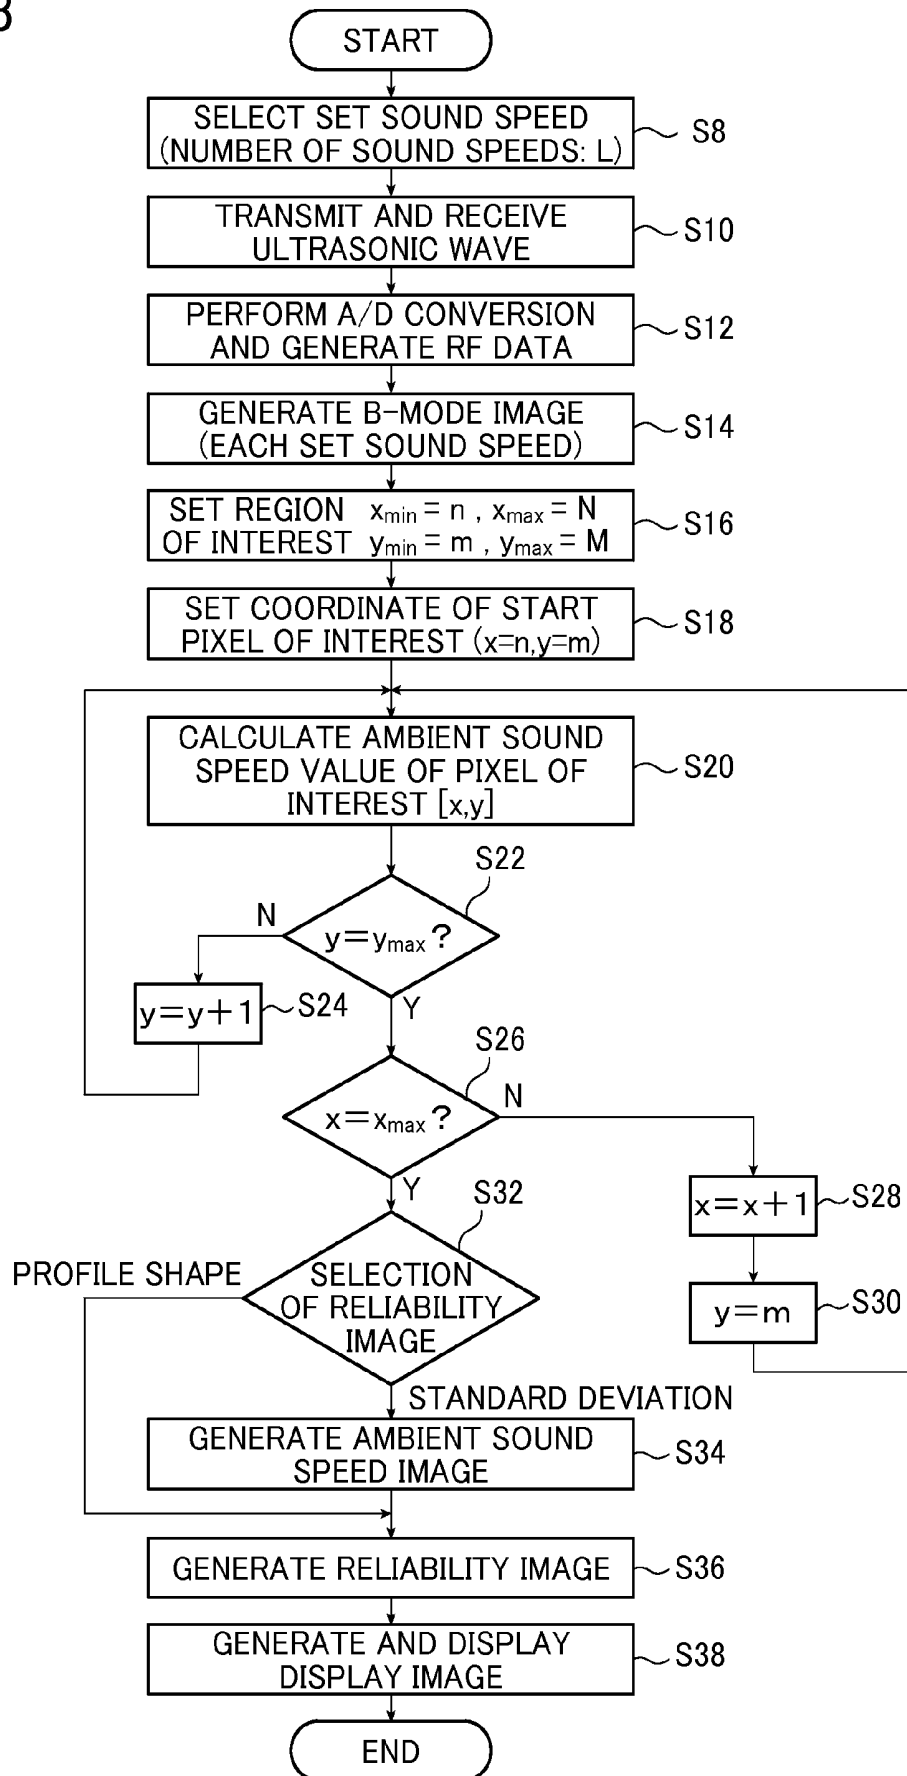 3
START
SELECT SET SOUND SPEED
(NUMBER OF SOUND SPEEDS: L)
S8
TRANSMIT AND RECEIVE
ULTRASONIC WAVE
S10
PERFORM A/D CONVERSION
AND GENERATE RF DATA
S12
GENERATE B-MODE IMAGE
(EACH SET SOUND SPEED)
S14
SET REGION xmin = n , xmax = N
OF INTEREST ymin = m , ymax = M
S16
SET COORDINATE OF START
PIXEL OF INTEREST (x=n,y=m)
S18
CALCULATE AMBIENT SOUND
SPEED VALUE OF PIXEL OF
INTEREST [x,y]
S20
S22
N
y=ymax?
Y
y=y+1
S24
S26
N
x=xmax?
Y
x=x+1
S28
S32
PROFILE SHAPE
SELECTION
OF RELIABILITY
IMAGE
y=m
S30
STANDARD DEVIATION
GENERATE AMBIENT SOUND
SPEED IMAGE
S34
GENERATE RELIABILITY IMAGE
S36
GENERATE AND DISPLAY
DISPLAY IMAGE
S38
END